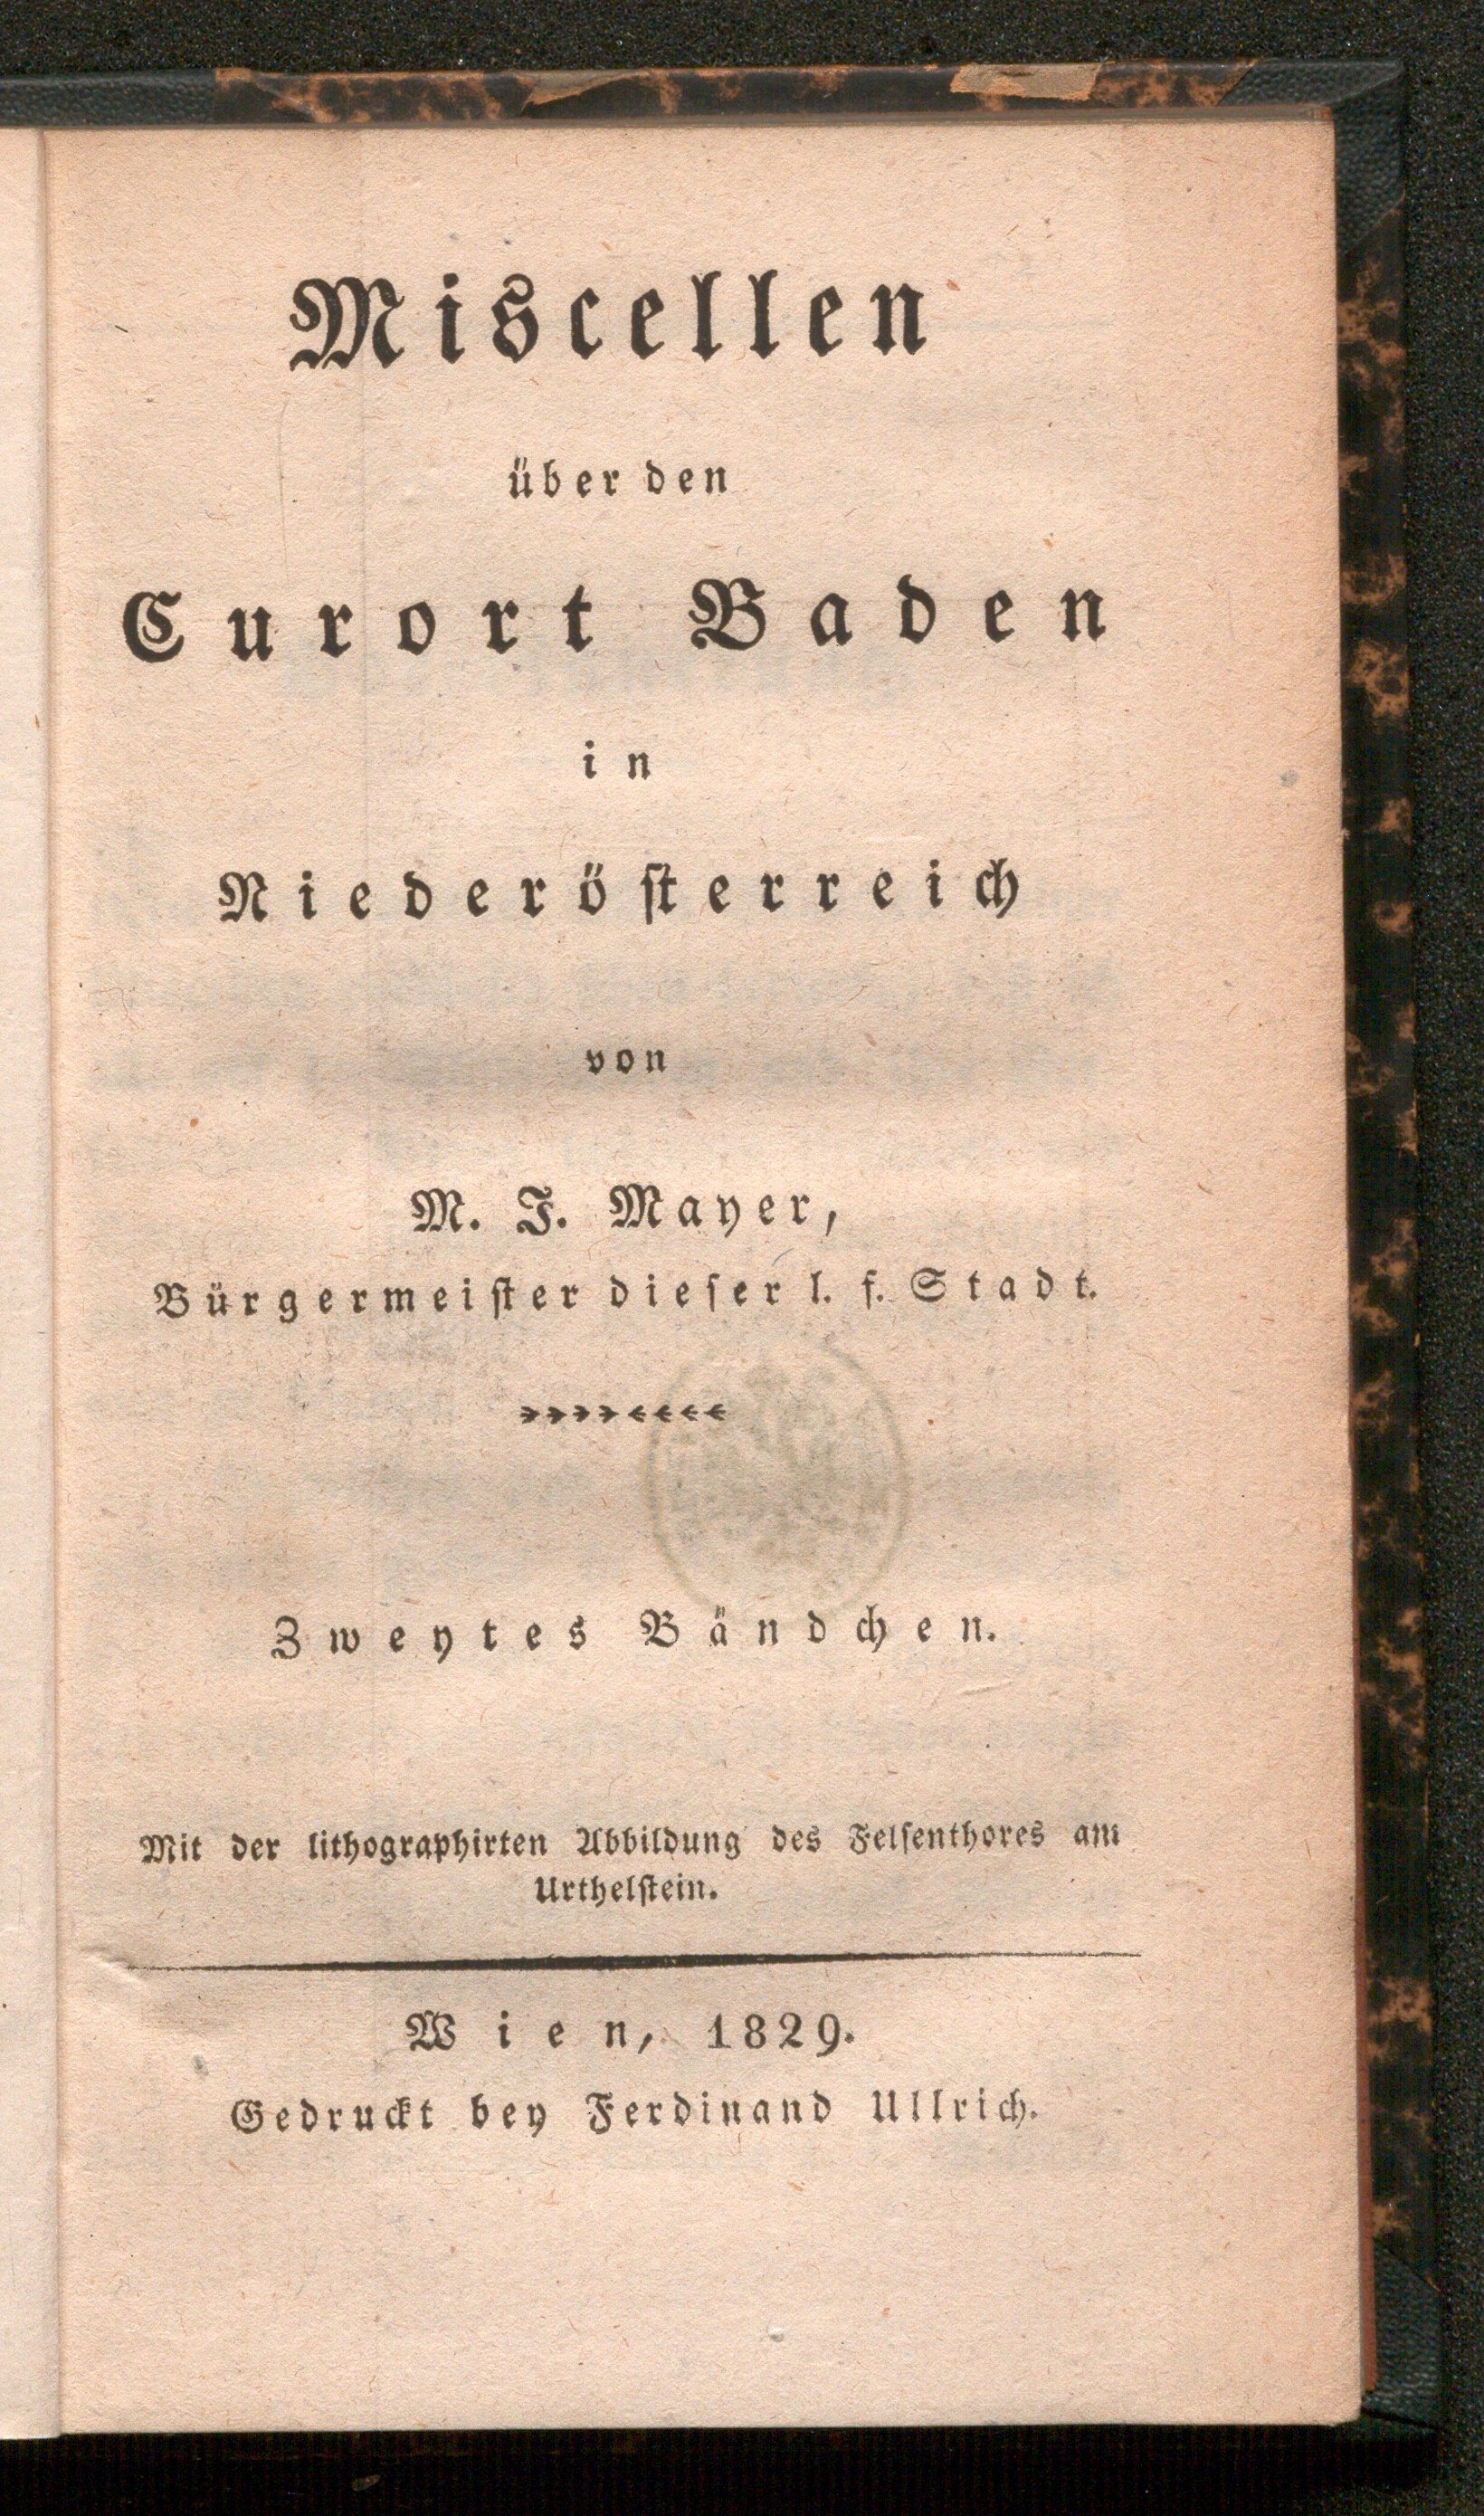 Miscellen
über den
Curort Baden
in
Niederösterreich
von
M. J. Mayer,
Bürgermeister dieser l. f. Stadt.
Zweytes Bändchen.
Mit der lithographirten Abbildung des Felsenthores am
Urthelstein.
Wien, 1829.
Gedruckt bey Ferdinand Ullrich.